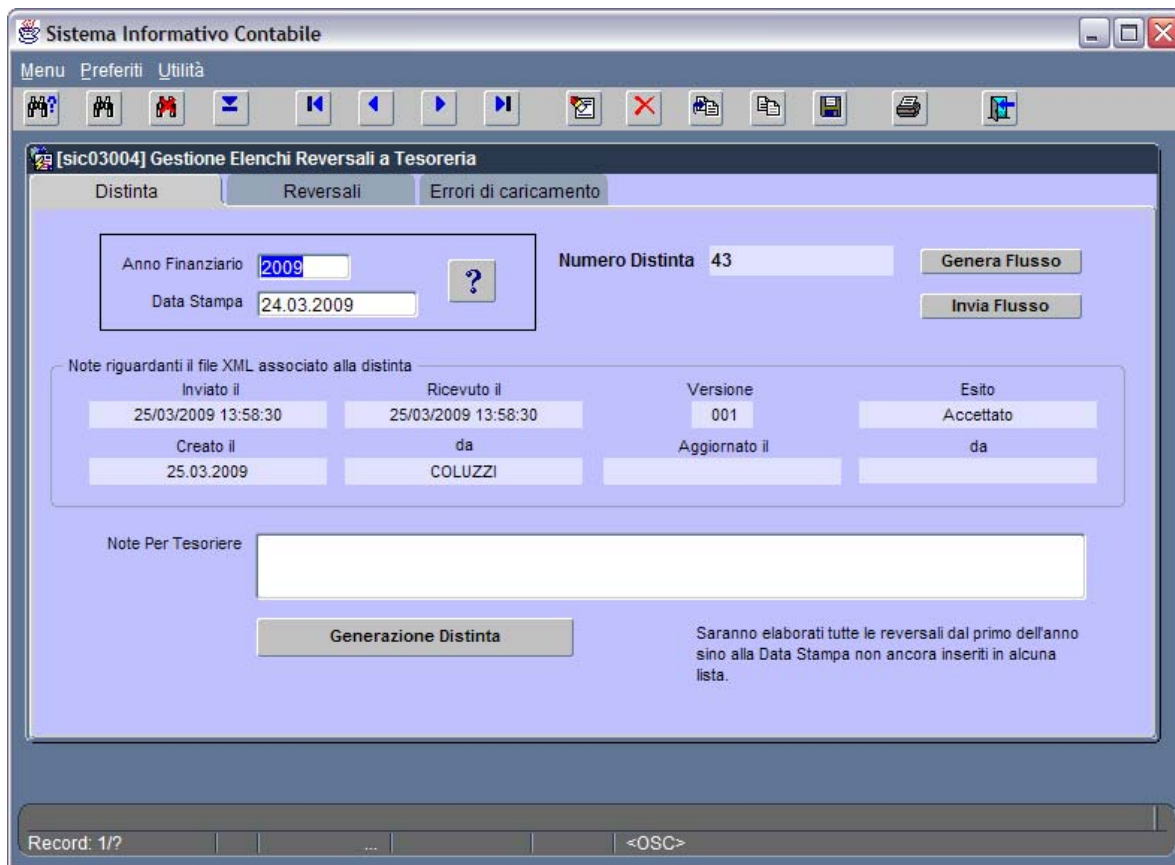 Sistema Informativo Contabile
Menu Preferiti Utilità
[sic03004] Gestione Elenchi Reversali a Tesoreria
Distinta Reversali Errori di caricamento
Anno Finanziario 2009
Data Stampa 24.03.2009
?
Numero Distinta 43
Genera Flusso
Invia Flusso
Note riguardanti il file XML associato alla distinta
Inviato il Ricevuto il Versione Esito
25/03/2009 13:58:30 25/03/2009 13:58:30 001 Accettato
Creato il da Aggiornato il da
25.03.2009 COLUZZI
Note Per Tesoriere
Generazione Distinta
Saranno elaborati tutte le reversali dal primo dell'anno
sino alla Data Stampa non ancora inseriti in alcuna
lista.
Record: 1/? ... <OSC>